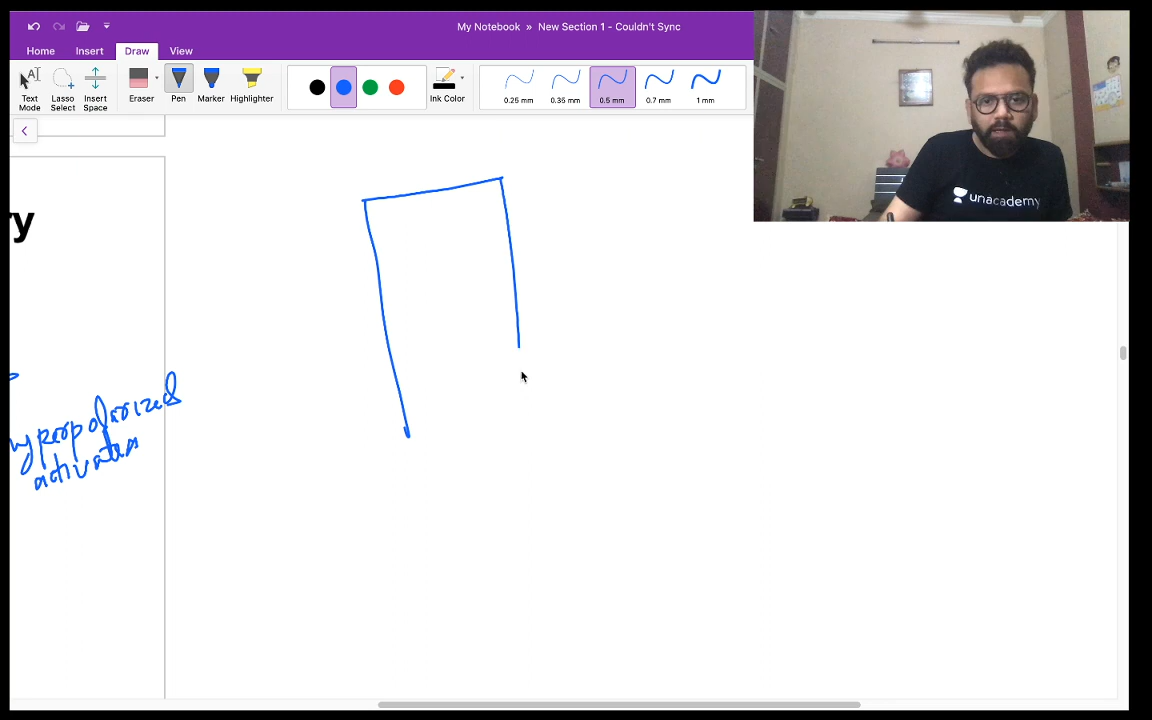 My Notebook » New Section 1 - Couldn't Sync
Home Insert Draw View
Text Mode
Lasso Select
Insert Space
Eraser
Pen
Marker
Highlighter
Ink Color
0.25 mm
0.35 mm
0.5 mm
0.7 mm
1 mm
unacademy
ry
hyperpolarized
activated